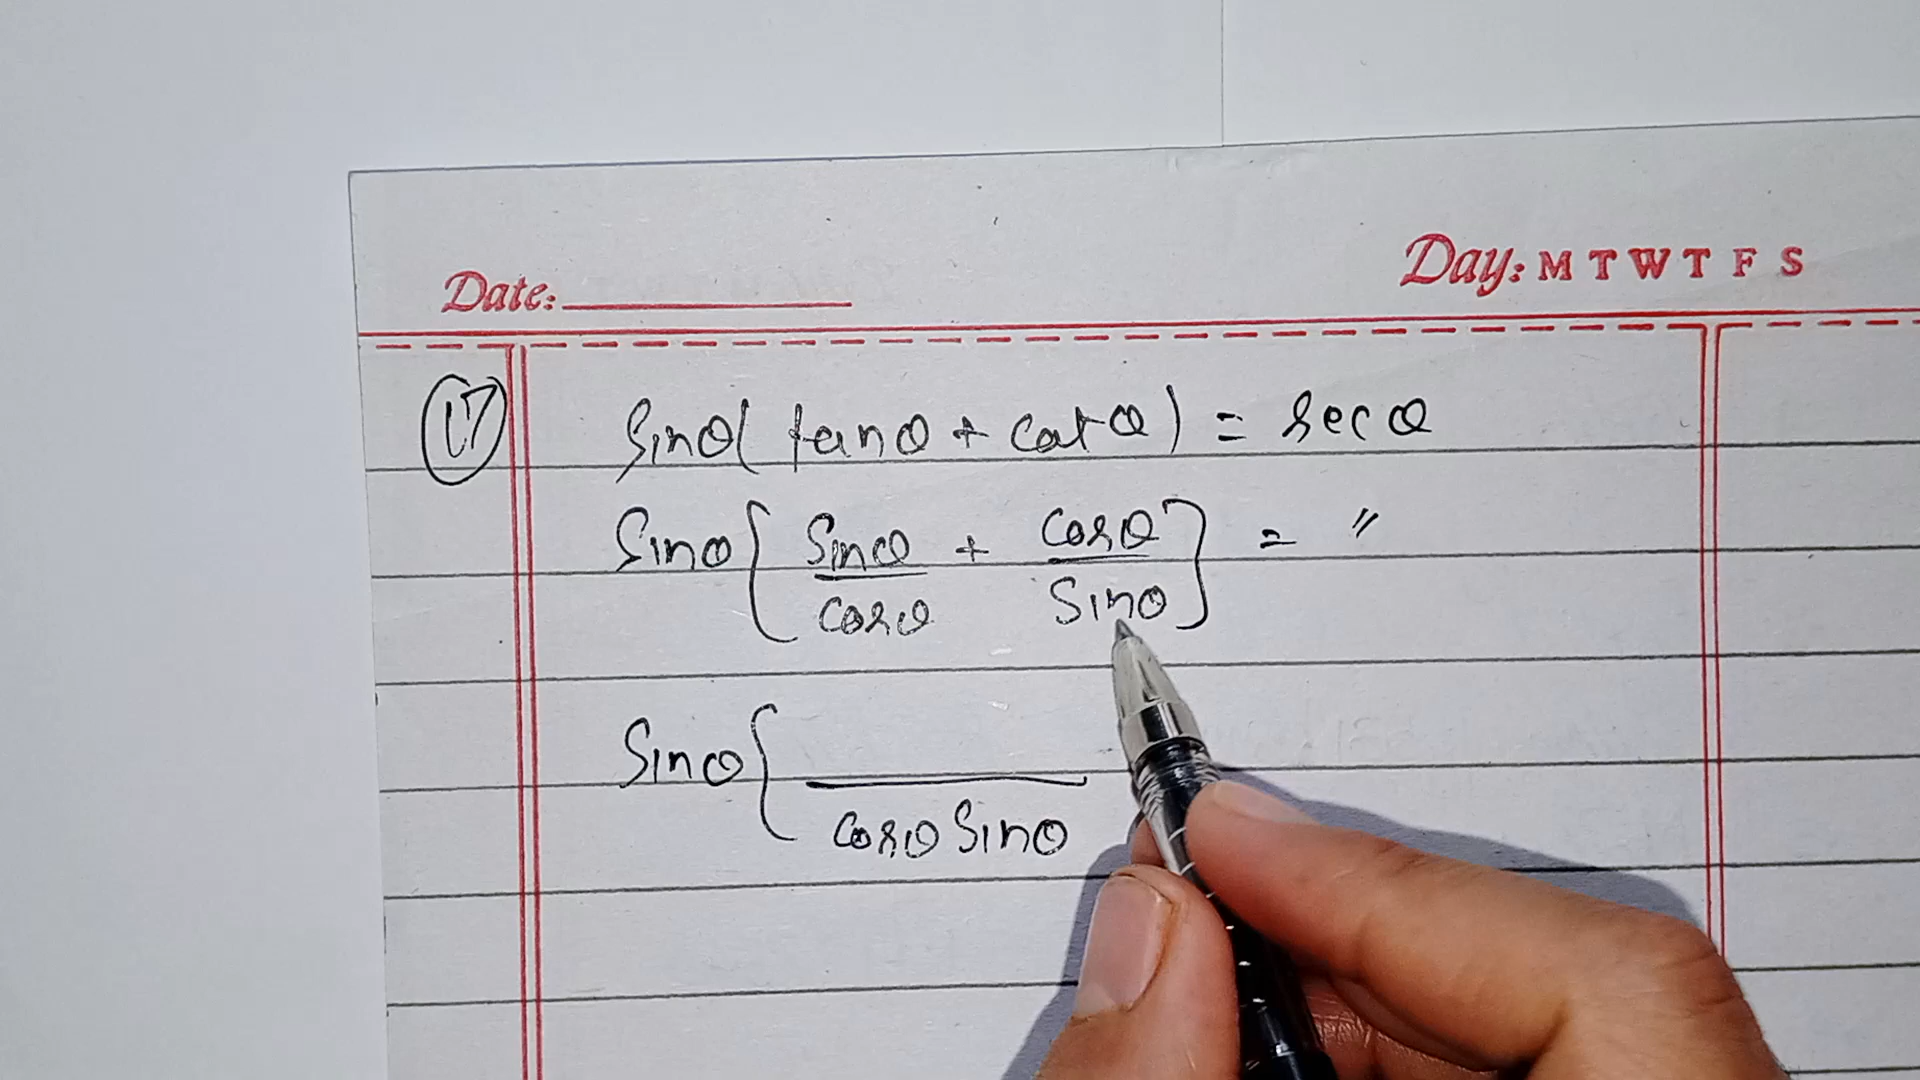 Date:
Day: M T W T F S
17 Sinθ( tanθ + cotθ ) = secθ
Sinθ{ Sinθ/cosθ + cosθ/Sinθ } = "
Sinθ{ /cosθ Sinθ